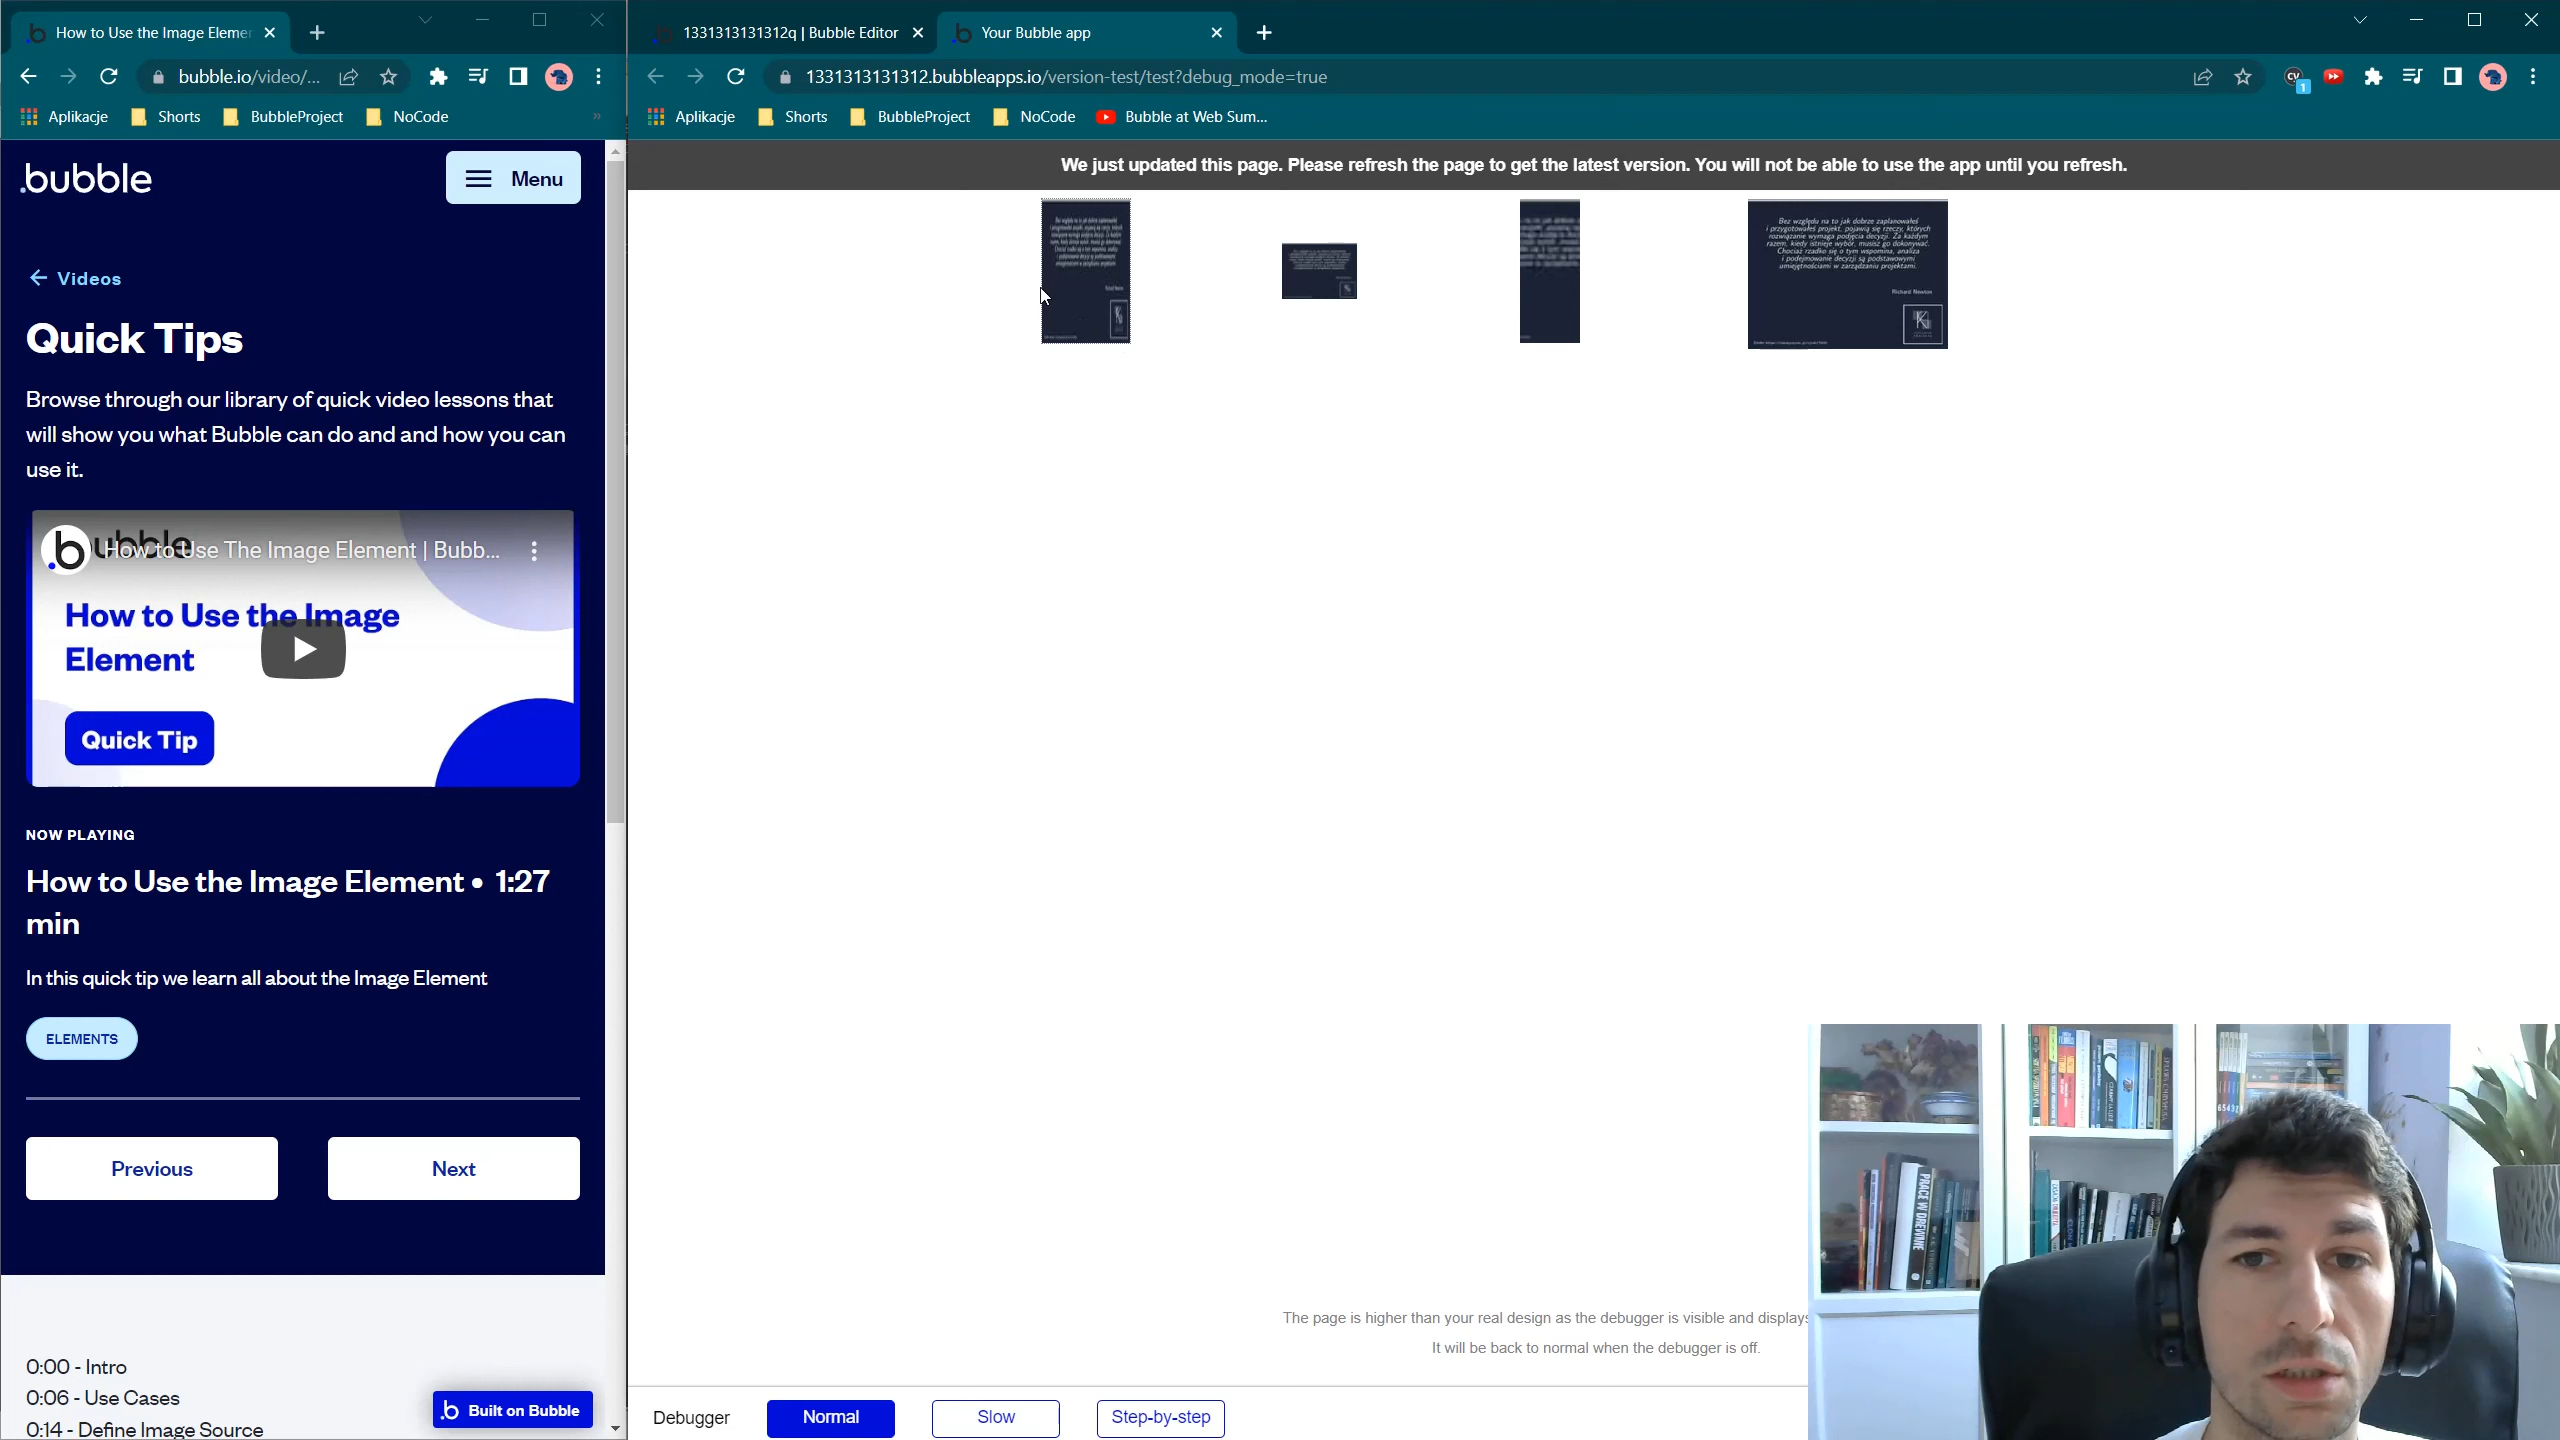 How to Use the Image Elemer
1331313131312q | Bubble Editor
Your Bubble app
bubble.io/video/...
1331313131312.bubbleapps.io/version-test/test?debug_mode=true
1
Aplikacje
Shorts
BubbleProject
NoCode
»
Aplikacje
Shorts
BubbleProject
NoCode
Bubble at Web Sum...
.bubble
Menu
We just updated this page. Please refresh the page to get the latest version. You will not be able to use the app until you refresh.
← Videos
Quick Tips
Browse through our library of quick video lessons that
will show you what Bubble can do and and how you can
use it.
How to Use The Image Element | Bubb...
How to Use the Image
Element
Quick Tip
NOW PLAYING
How to Use the Image Element • 1:27
min
In this quick tip we learn all about the Image Element
ELEMENTS
Previous
Next
0:00 - Intro
0:06 - Use Cases
0:14 - Define Image Source
Built on Bubble
Bez względu na to jak dobrze zaplanowałeś
i przygotowałeś projekt, pojawią się rzeczy, których
rozwiązanie wymaga podjęcia decyzji. Za każdym
razem, kiedy istnieje wybór, musisz go dokonywać.
Chociaż rzadko się o tym wspomina, analiza
i podejmowanie decyzji są podstawowymi
umiejętnościami w zarządzaniu projektami.
Richard Newton
The page is higher than your real design as the debugger is visible and displays
It will be back to normal when the debugger is off.
Debugger
Normal
Slow
Step-by-step
PRACE W DREWNIE